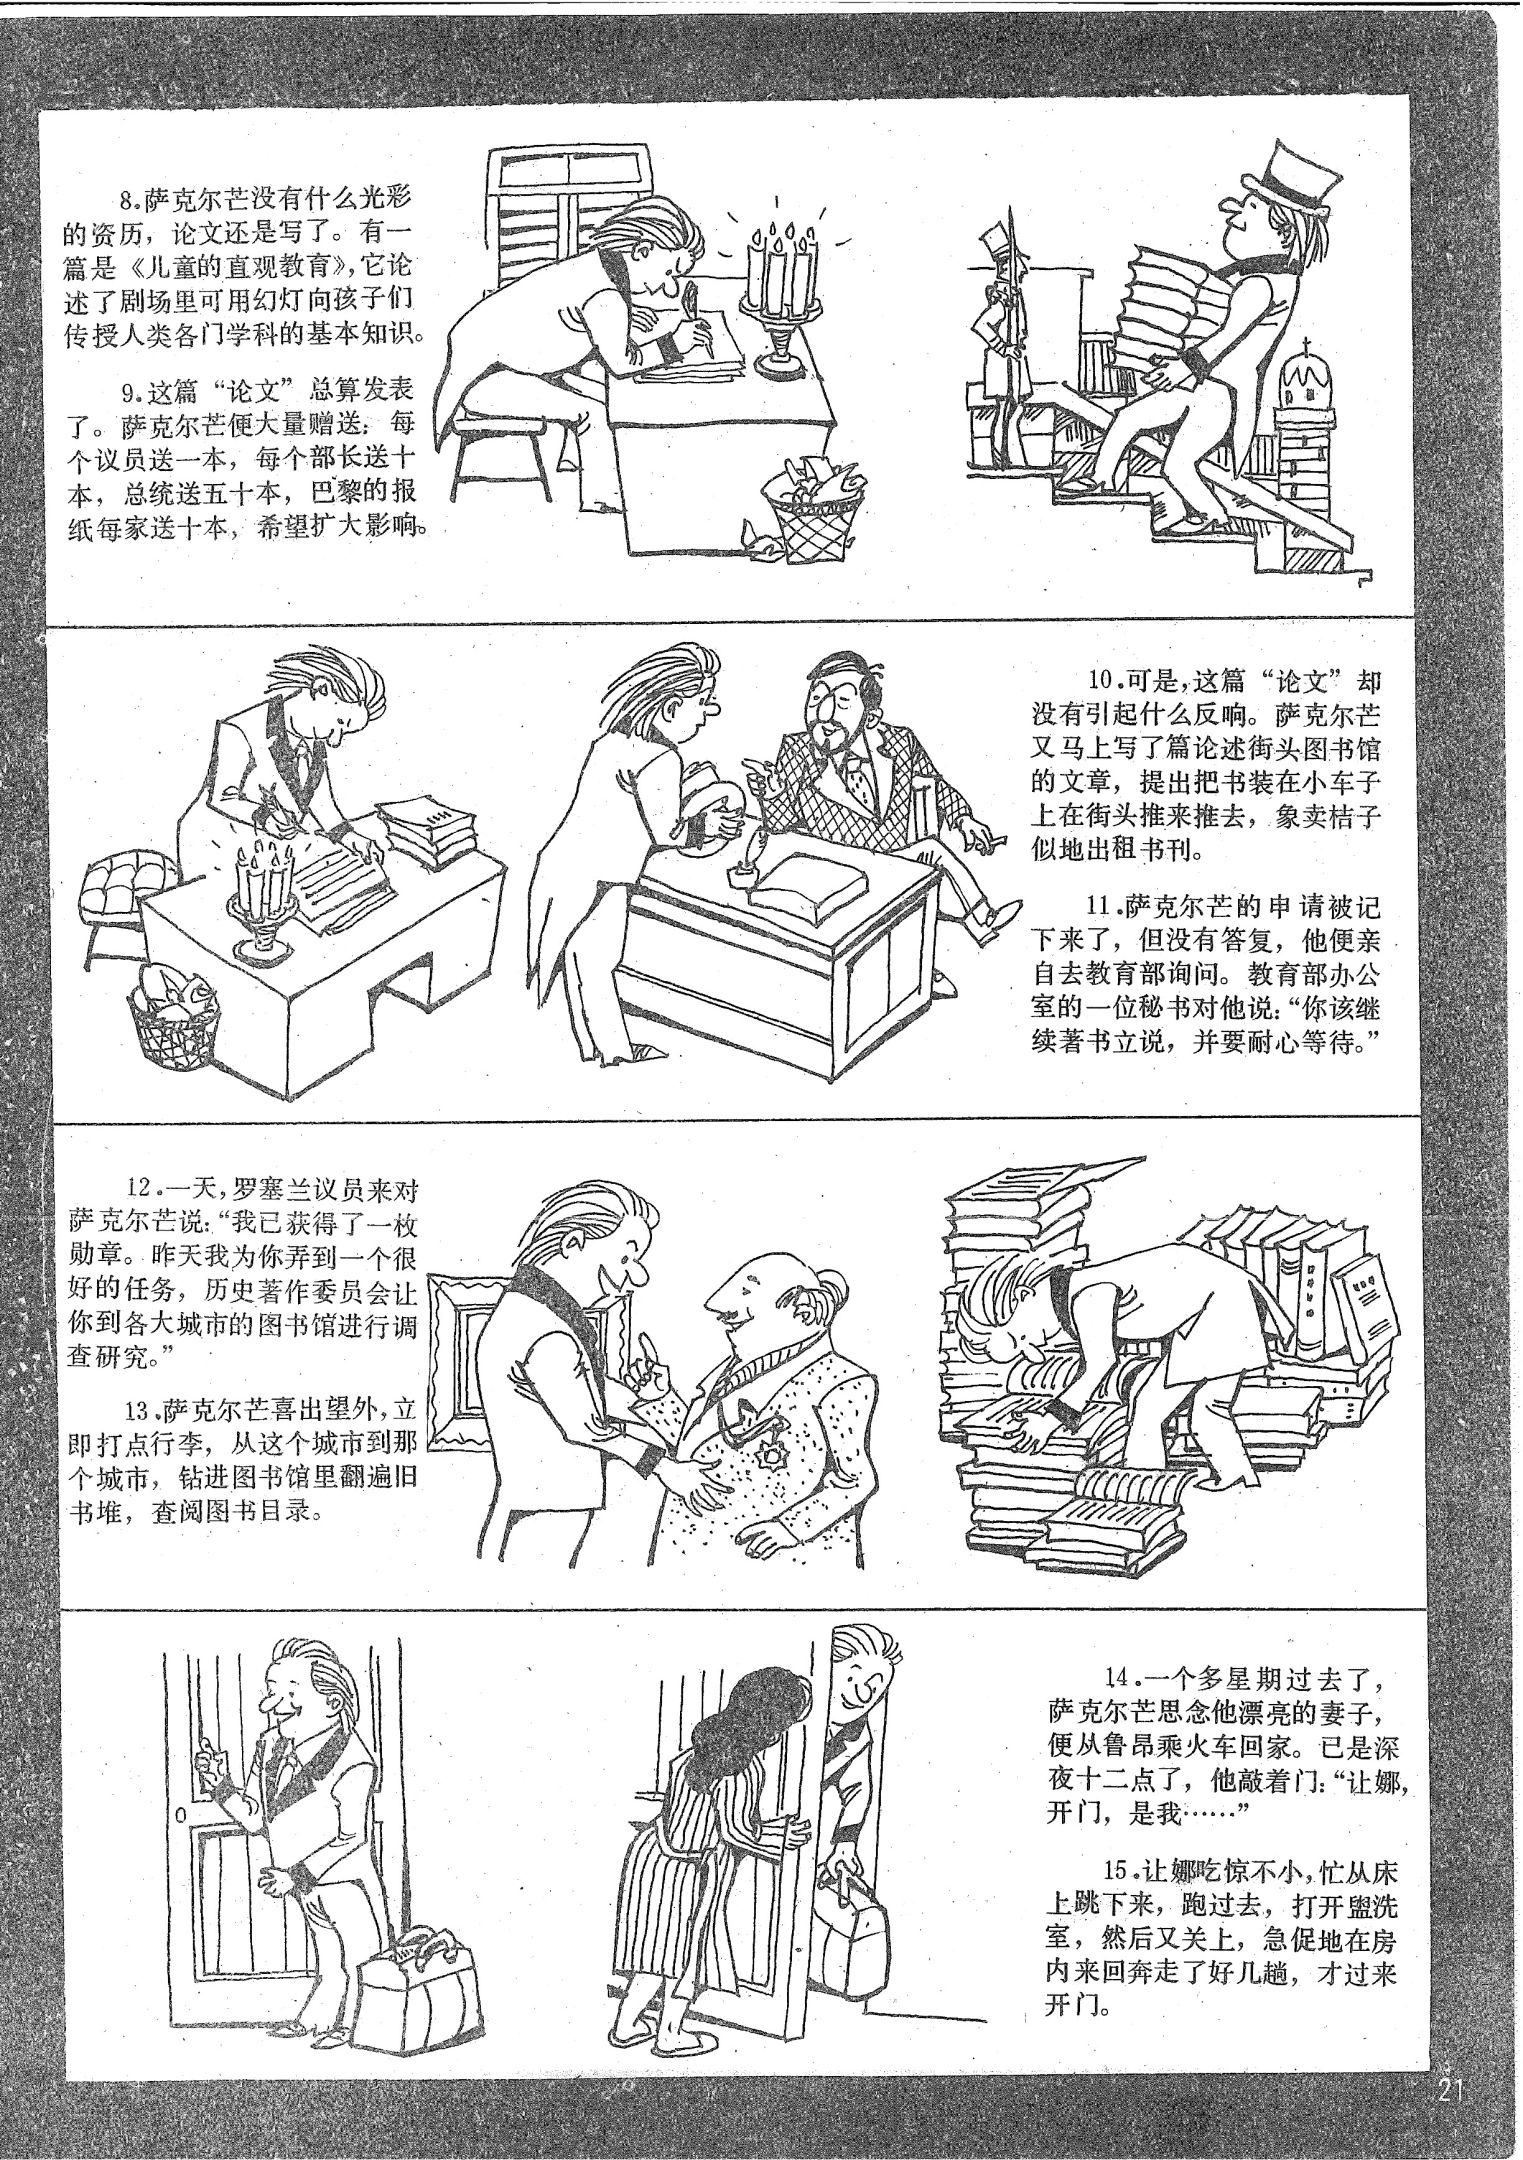 8.萨克尔芒没有什么光彩
的资历，论文还是写了。有一
篇是《儿童的直观教育》，它论
述了剧场里可用幻灯向孩子们
传授人类各门学科的基本知识。
9.这篇“论文”总算发表
了。萨克尔芒便大量赠送：每
个议员送一本，每个部长送十
本，总统送五十本，巴黎的报
纸每家送十本，希望扩大影响。
10.可是，这篇“论文”却
没有引起什么反响。萨克尔芒
又马上写了篇论述街头图书馆
的文章，提出把书装在小车子
上在街头推来推去，象卖桔子
似地出租书刊。
11.萨克尔芒的申请被记
下来了，但没有答复，他便亲
自去教育部询问。教育部办公
室的一位秘书对他说：“你该继
续著书立说，并要耐心等待。”
12.一天，罗塞兰议员来对
萨克尔芒说：“我已获得了一枚
勋章。昨天我为你弄到一个很
好的任务，历史著作委员会让
你到各大城市的图书馆进行调
查研究。”
13.萨克尔芒喜出望外，立
即打点行李，从这个城市到那
个城市，钻进图书馆里翻遍旧
书堆，查阅图书目录。
14.一个多星期过去了，
萨克尔芒思念他漂亮的妻子，
便从鲁昂乘火车回家。已是深
夜十二点了，他敲着门：“让娜，
开门，是我……”
15.让娜吃惊不小，忙从床
上跳下来，跑过去，打开盥洗
室，然后又关上，急促地在房
内来回奔走了好几趟，才过来
开门。
21